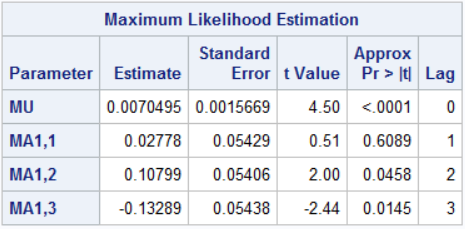 Maximum Likelihood Estimation
Parameter Estimate Standard Error t Value Approx Pr > |t| Lag
MU 0.0070495 0.0015669 4.50 <.0001 0
MA1,1 0.02778 0.05429 0.51 0.6089 1
MA1,2 0.10799 0.05406 2.00 0.0458 2
MA1,3 -0.13289 0.05438 -2.44 0.0145 3